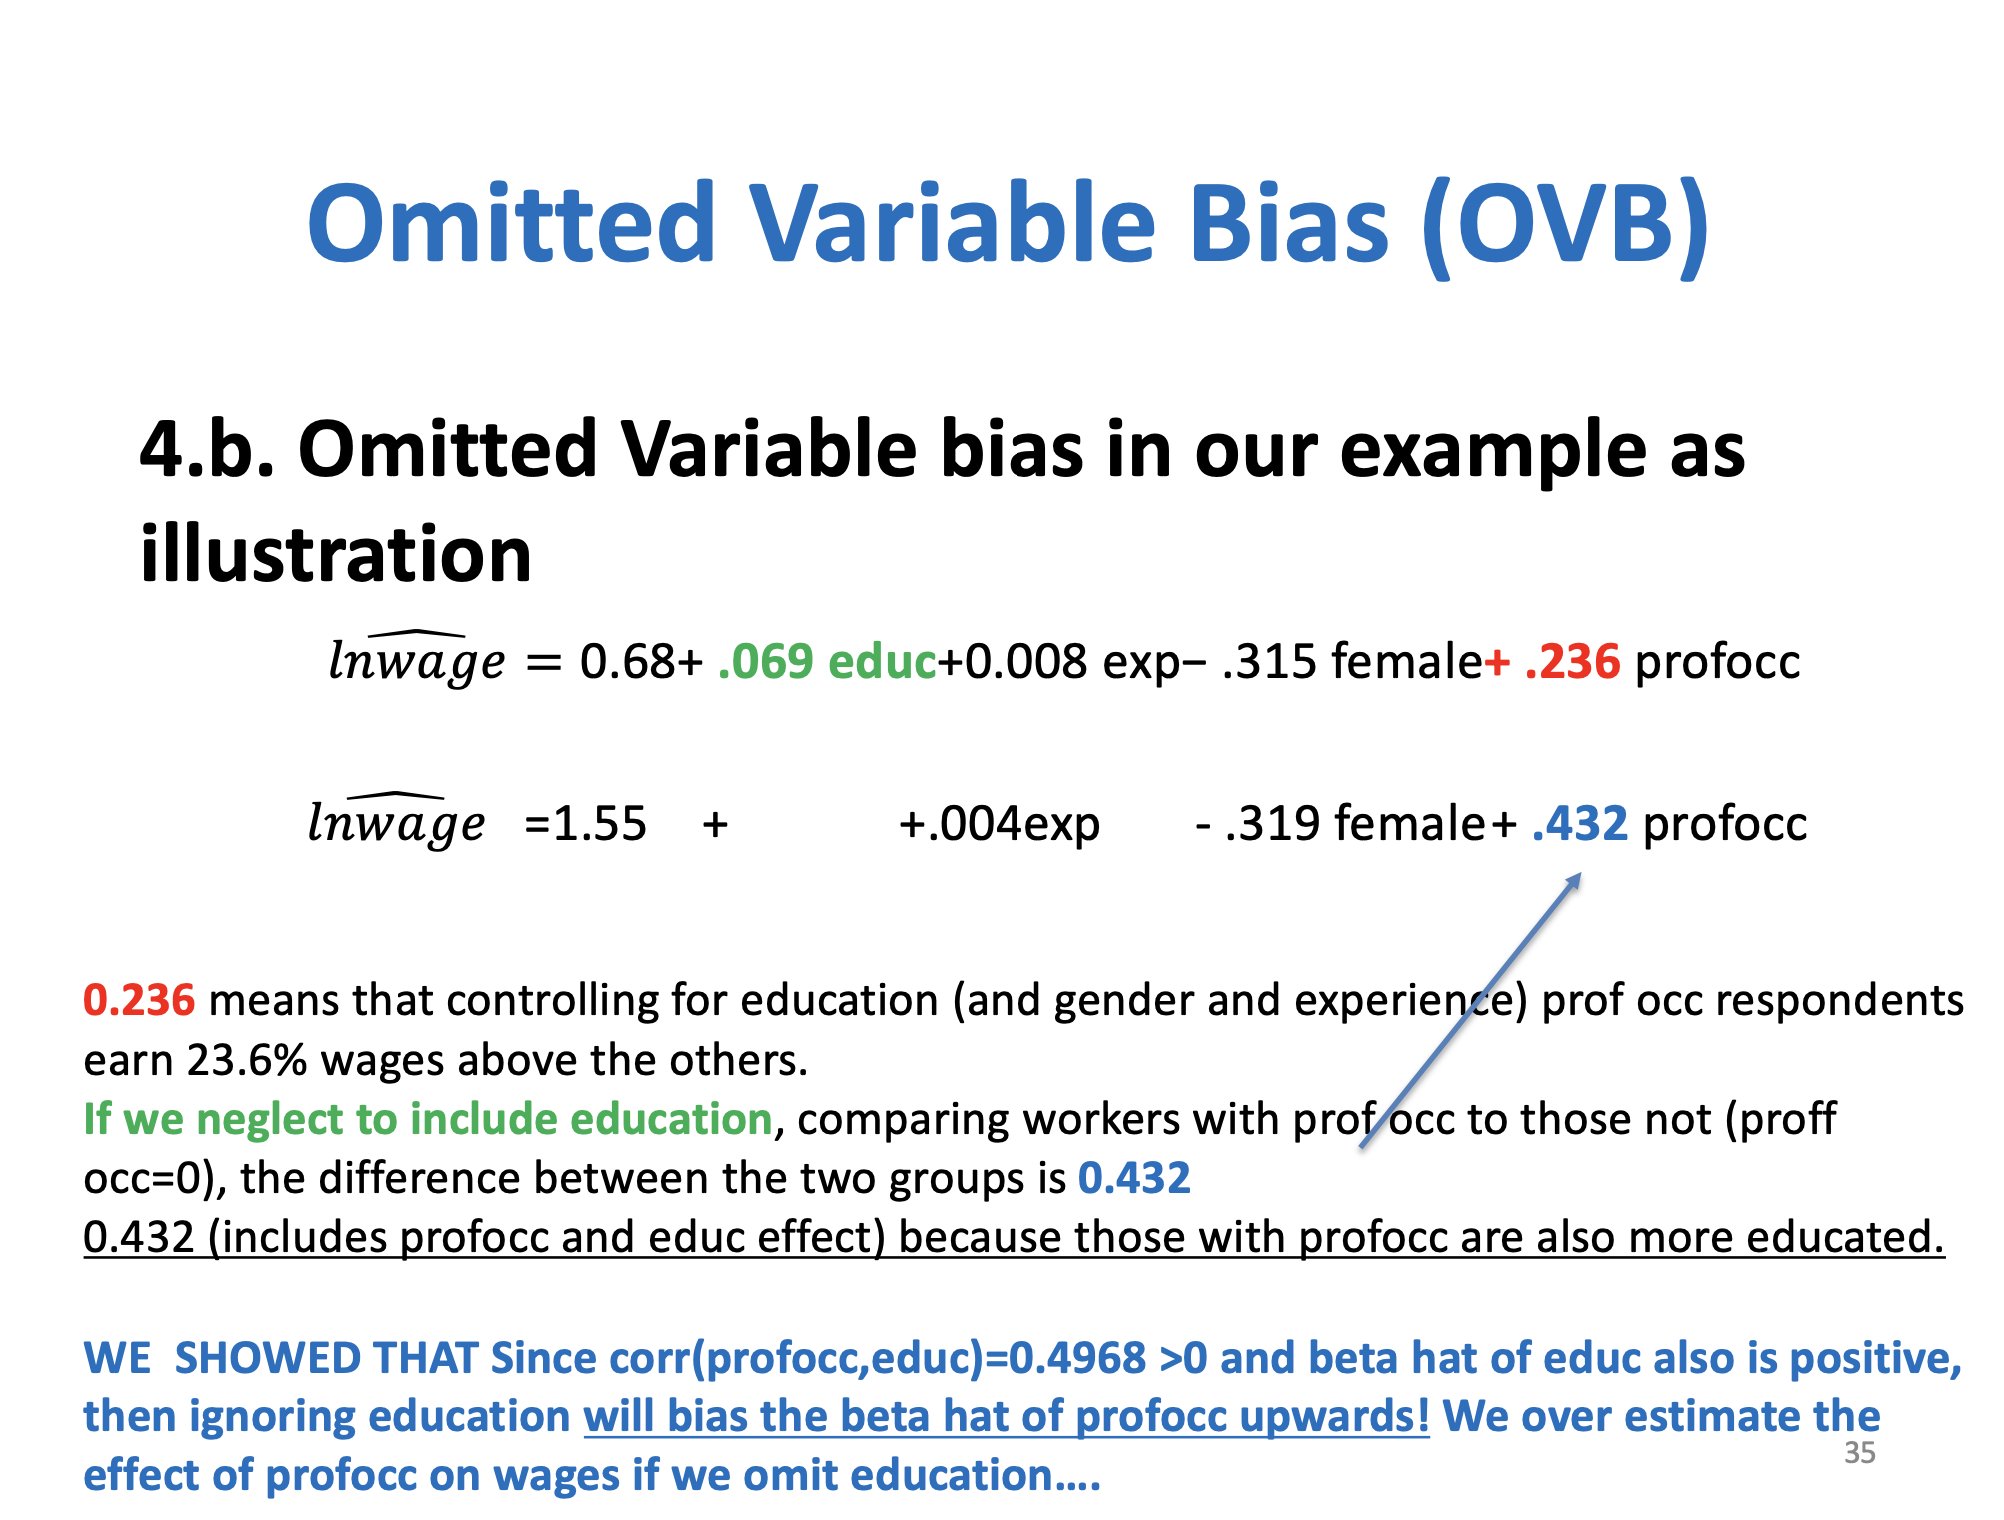 Omitted Variable Bias (OVB)
4.b. Omitted Variable bias in our example as
illustration
lnwage = 0.68+ .069 educ+0.008 exp− .315 female+ .236 profocc
lnwage =1.55 + +.004exp - .319 female+ .432 profocc
0.236 means that controlling for education (and gender and experience) prof occ respondents
earn 23.6% wages above the others.
If we neglect to include education, comparing workers with prof occ to those not (proff
occ=0), the difference between the two groups is 0.432
0.432 (includes profocc and educ effect) because those with profocc are also more educated.
WE SHOWED THAT Since corr(profocc,educ)=0.4968 >0 and beta hat of educ also is positive,
then ignoring education will bias the beta hat of profocc upwards! We over estimate the
35
effect of profocc on wages if we omit education....